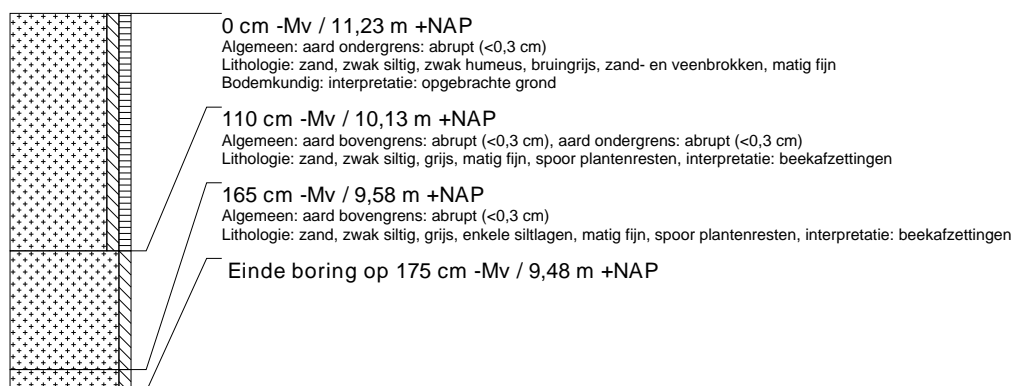 0 cm -Mv / 11,23 m +NAP
Algemeen: aard ondergrens: abrupt (<0,3 cm)
Lithologie: zand, zwak siltig, zwak humeus, bruingrijs, zand- en veenbrokken, matig fijn
Bodemkundig: interpretatie: opgebrachte grond
110 cm -Mv / 10,13 m +NAP
Algemeen: aard bovengrens: abrupt (<0,3 cm), aard ondergrens: abrupt (<0,3 cm)
Lithologie: zand, zwak siltig, grijs, matig fijn, spoor plantenresten, interpretatie: beekafzettingen
165 cm -Mv / 9,58 m +NAP
Algemeen: aard bovengrens: abrupt (<0,3 cm)
Lithologie: zand, zwak siltig, grijs, enkele siltlagen, matig fijn, spoor plantenresten, interpretatie: beekafzettingen
Einde boring op 175 cm -Mv / 9,48 m +NAP